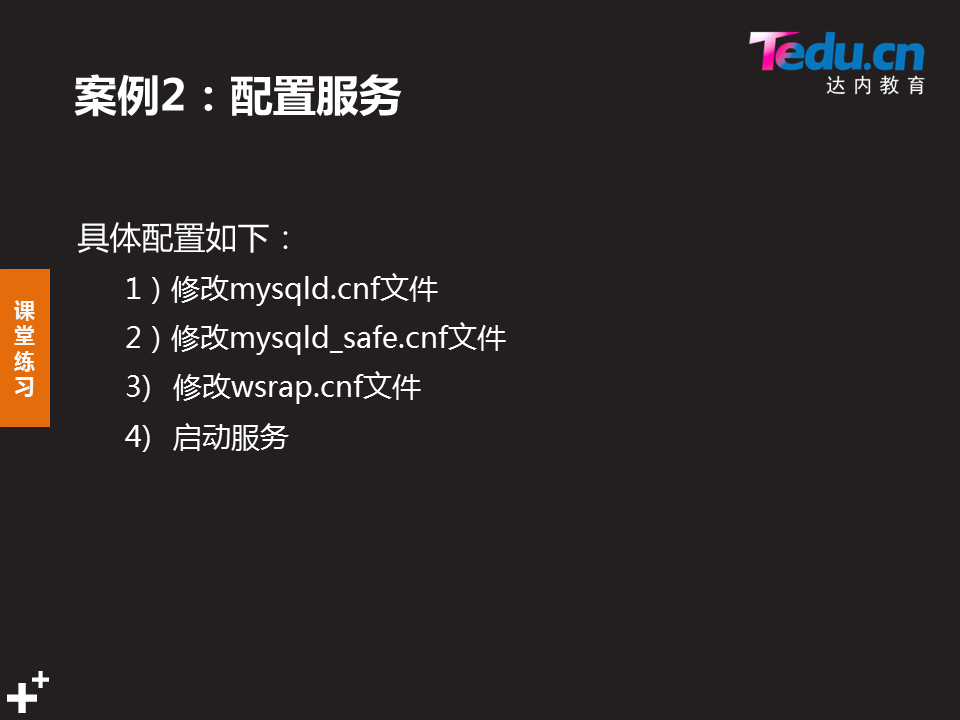 Tedu.cn
达内教育
案例2：配置服务
具体配置如下：
1）修改mysqld.cnf文件
2）修改mysqld_safe.cnf文件
3) 修改wsrap.cnf文件
4) 启动服务
课堂练习